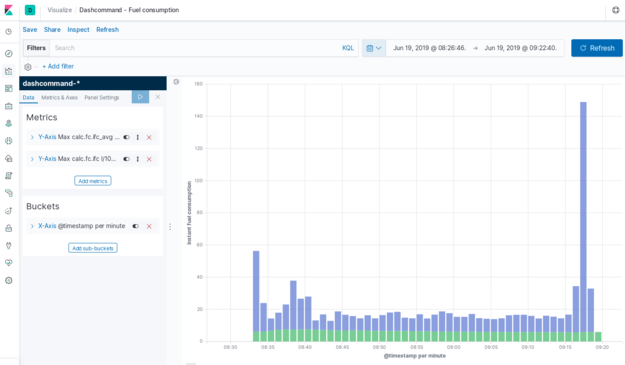 D
Visualize / Dashcommand - Fuel consumption
Save Share Inspect Refresh
Filters Search KQL
Jun 19, 2019 @ 08:26:46. → Jun 19, 2019 @ 09:22:40.
Refresh
+ Add filter
dashcommand-*
Data Metrics & Axes Panel Settings
Metrics
Y-Axis Max calc.fc.ifc_avg ...
Y-Axis Max calc.fc.ifc l/10...
Add metrics
Buckets
X-Axis @timestamp per minute
Add sub-buckets
Instant fuel consumption
160
140
120
100
80
60
40
20
0
08:30 08:35 08:40 08:45 08:50 08:55 09:00 09:05 09:10 09:15 09:20
@timestamp per minute